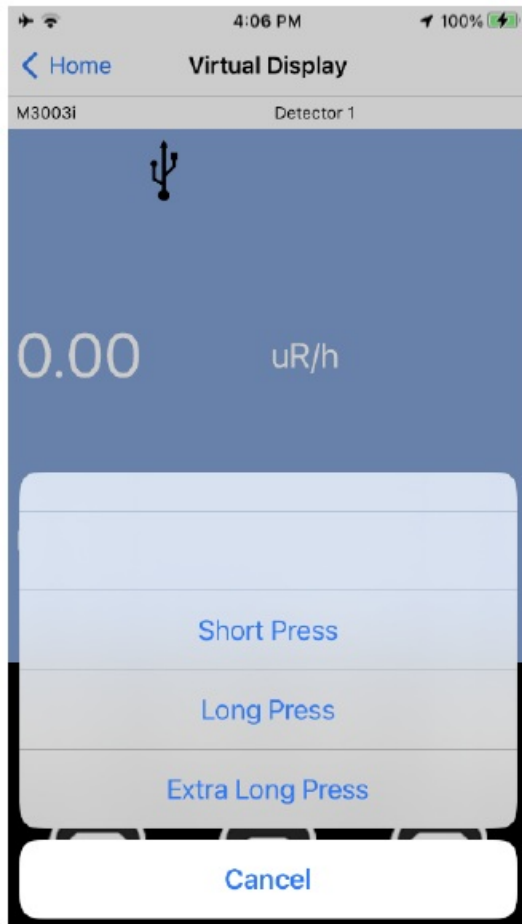 4:06 PM
100%
Home
Virtual Display
M3003i
Detector 1
0.00
uR/h
Short Press
Long Press
Extra Long Press
Cancel